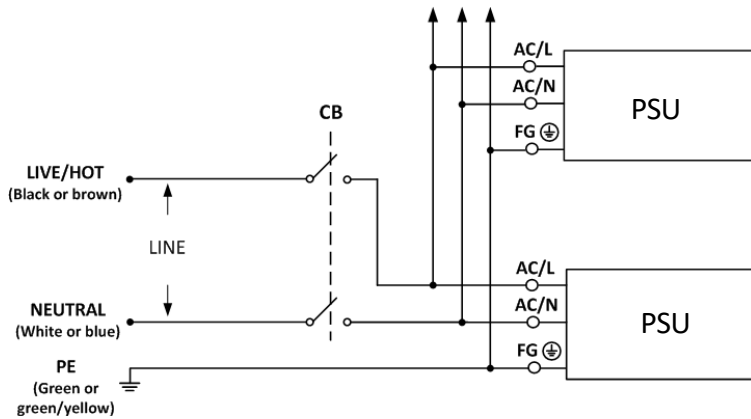 AC/L
AC/N
PSU
FG
CB
LIVE/HOT
(Black or brown)
LINE
AC/L
NEUTRAL
AC/N
(White or blue)
PSU
FG
PE
(Green or
green/yellow)